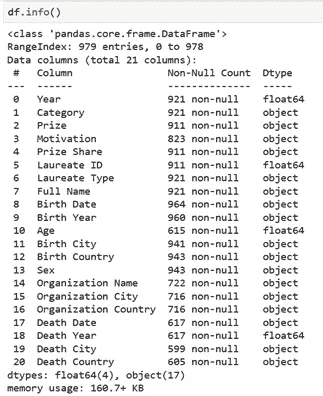 df.info()
<class 'pandas.core.frame.DataFrame'>
RangeIndex: 979 entries, 0 to 978
Data columns (total 21 columns):
 #   Column                Non-Null Count  Dtype
---  ------                --------------  -----
 0   Year                  921 non-null    float64
 1   Category              921 non-null    object
 2   Prize                 911 non-null    object
 3   Motivation            823 non-null    object
 4   Prize Share           911 non-null    object
 5   Laureate ID           911 non-null    float64
 6   Laureate Type         921 non-null    object
 7   Full Name             921 non-null    object
 8   Birth Date            964 non-null    object
 9   Birth Year            960 non-null    object
 10  Age                   615 non-null    float64
 11  Birth City            941 non-null    object
 12  Birth Country         943 non-null    object
 13  Sex                   943 non-null    object
 14  Organization Name     722 non-null    object
 15  Organization City     716 non-null    object
 16  Organization Country  716 non-null    object
 17  Death Date            617 non-null    object
 18  Death Year            617 non-null    float64
 19  Death City            599 non-null    object
 20  Death Country         605 non-null    object
dtypes: float64(4), object(17)
memory usage: 160.7+ KB